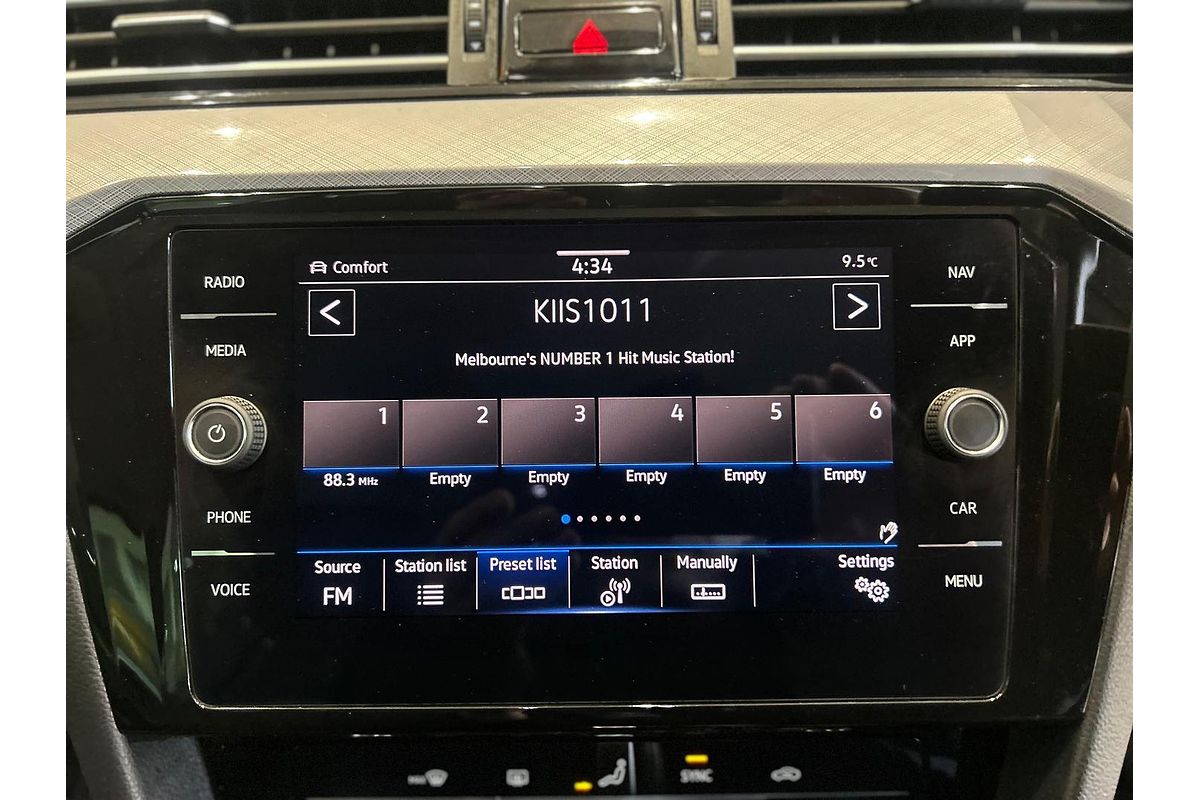 RADIO
MEDIA
PHONE
VOICE
Comfort
4:34
9.5°C
KIIS1011
Melbourne's NUMBER 1 Hit Music Station!
1 2 3 4 5 6
88.3 MHz Empty Empty Empty Empty Empty
Source Station list Preset list Station Manually Settings
FM
NAV
APP
CAR
MENU
SYNC